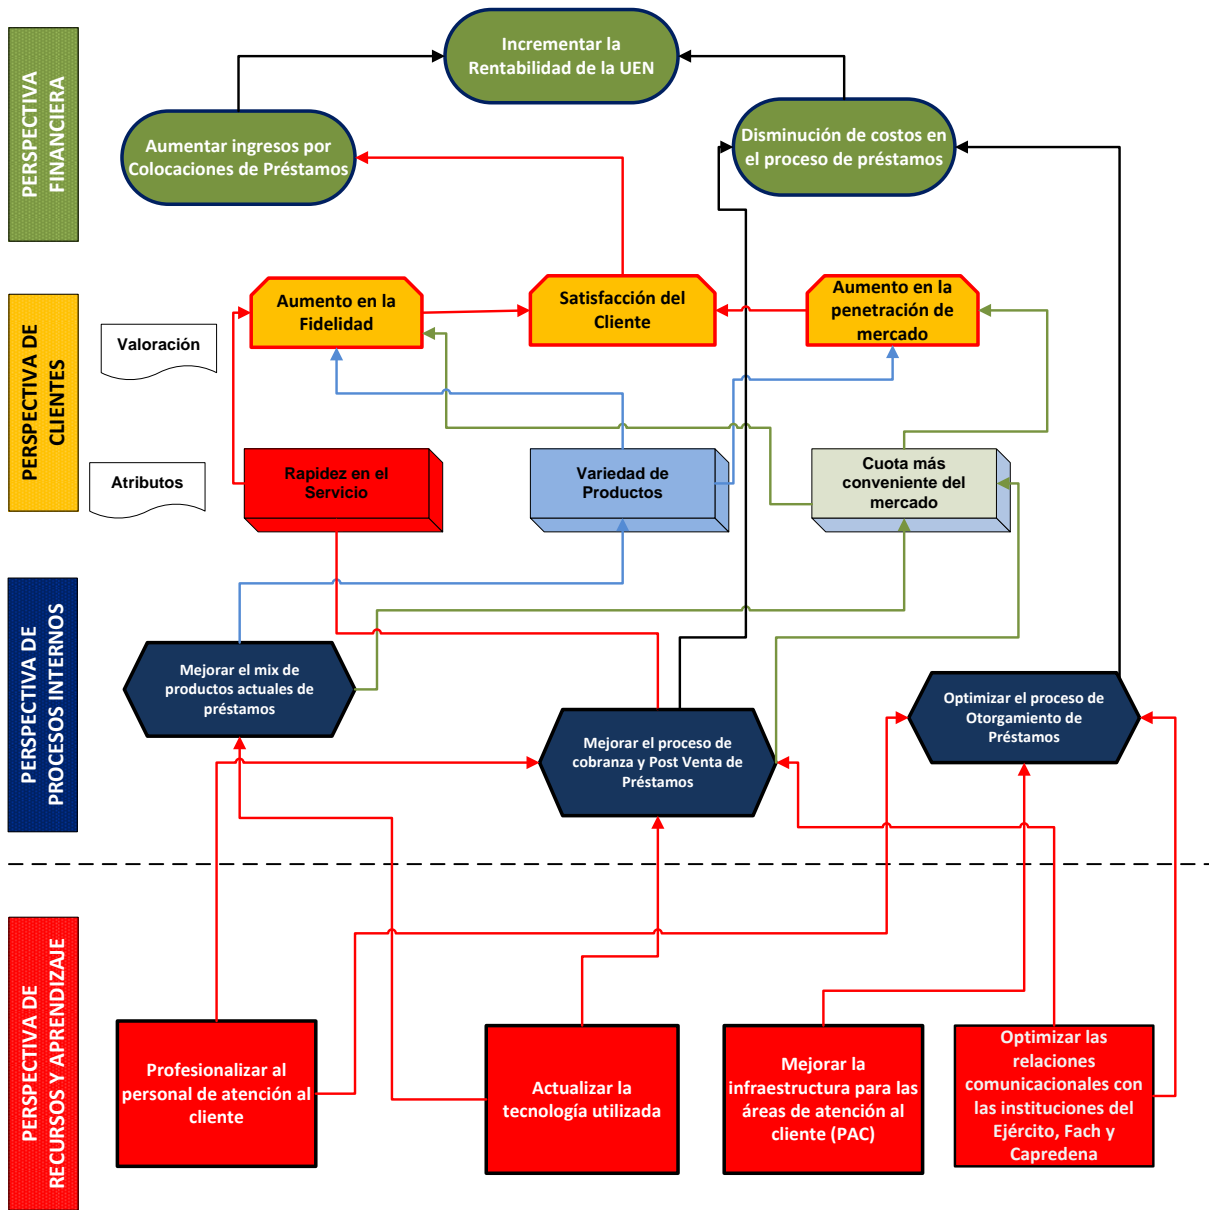 PERSPECTIVA
FINANCIERA
Incrementar la
Rentabilidad de la UEN
Aumentar ingresos por
Colocaciones de Préstamos
Disminución de costos en
el proceso de préstamos
PERSPECTIVA DE
CLIENTES
Valoración
Aumento en la
Fidelidad
Satisfacción del
Cliente
Aumento en la
penetración de
mercado
Atributos
Rapidez en el
Servicio
Variedad de
Productos
Cuota más
conveniente del
mercado
PERSPECTIVA DE
PROCESOS INTERNOS
Mejorar el mix de
productos actuales de
préstamos
Mejorar el proceso de
cobranza y Post Venta de
Préstamos
Optimizar el proceso de
Otorgamiento de
Préstamos
PERSPECTIVA DE
RECURSOS Y APRENDIZAJE
Profesionalizar al
personal de atención al
cliente
Actualizar la
tecnología utilizada
Mejorar la
infraestructura para las
áreas de atención al
cliente (PAC)
Optimizar las
relaciones
comunicacionales con
las instituciones del
Ejército, Fach y
Capredena